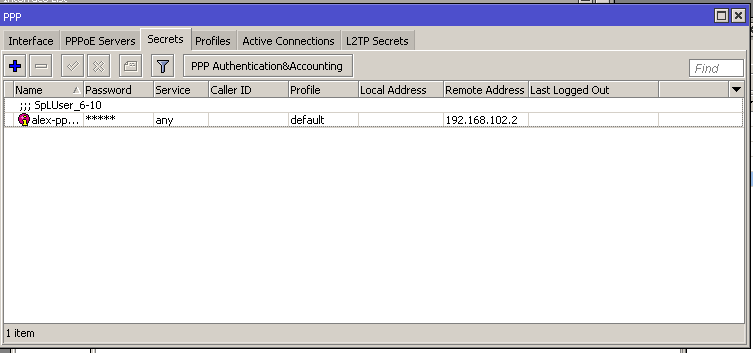 PPP
Interface PPPoE Servers Secrets Profiles Active Connections L2TP Secrets
PPP Authentication&Accounting Find
Name Password Service Caller ID Profile Local Address Remote Address Last Logged Out
;;; SpLUser_6-10
alex-pp... ***** any default 192.168.102.2
1 item